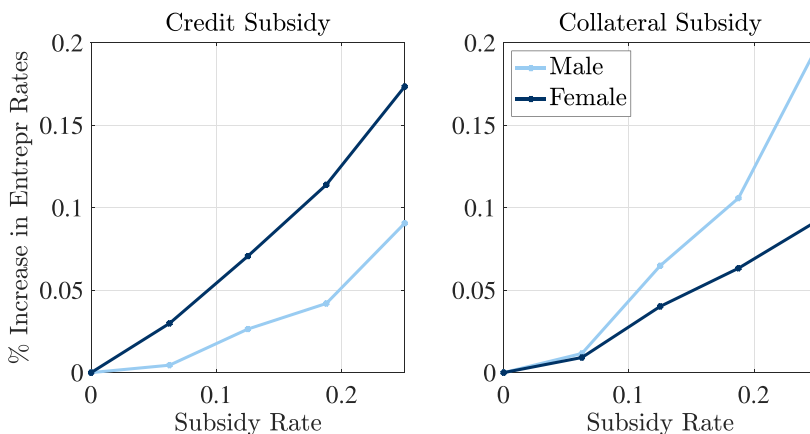 Credit Subsidy
% Increase in Entrepr Rates
0.2
0.15
0.1
0.05
0
0
0.1
0.2
Subsidy Rate
Collateral Subsidy
Male
Female
0.2
0.15
0.1
0.05
0
0
0.1
0.2
Subsidy Rate